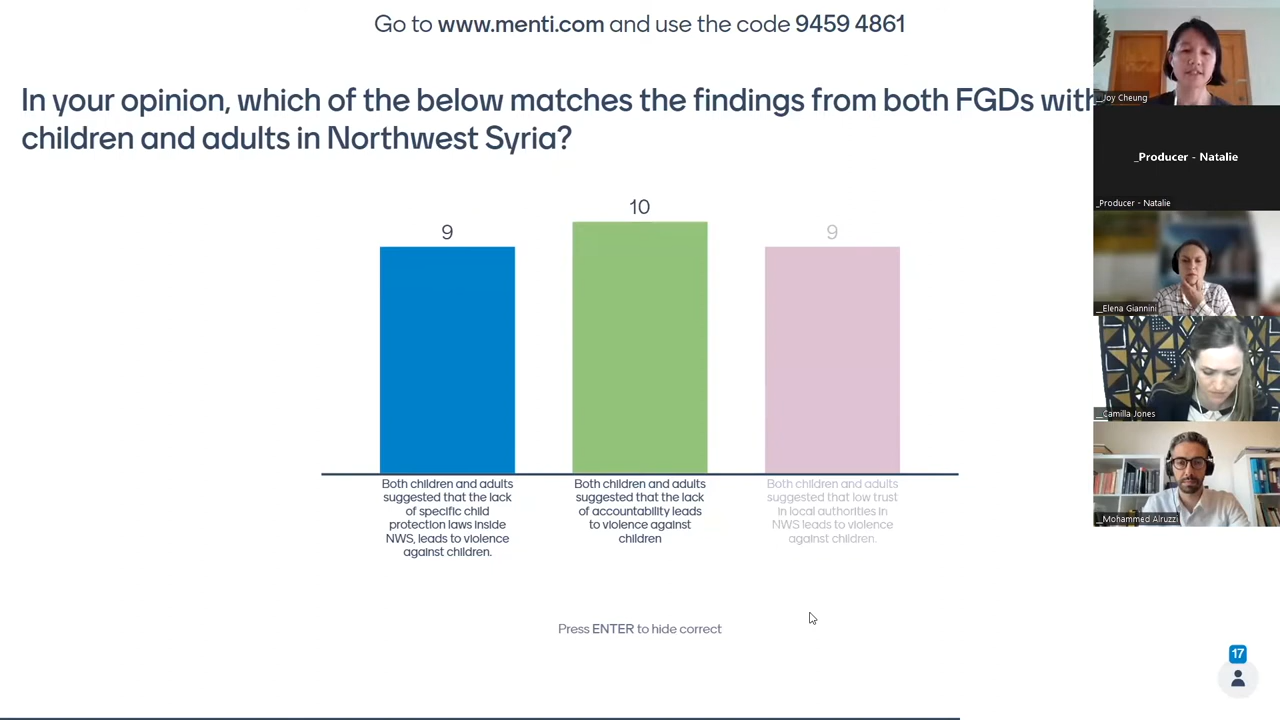 Go to www.menti.com and use the code 9459 4861
In your opinion, which of the below matches the findings from both FGDs with
children and adults in Northwest Syria?
9
10
9
Both children and adults
suggested that the lack
of specific child
protection laws inside
NWS, leads to violence
against children.
Both children and adults
suggested that the lack
of accountability leads
to violence against
children
Both children and adults
suggested that low trust
in local authorities in
NWS leads to violence
against children.
Press ENTER to hide correct
17
_Joy Cheung
_Producer - Natalie
_Producer - Natalie
__Elena Giannini
__Camilla Jones
__Mohammed Alruzzi